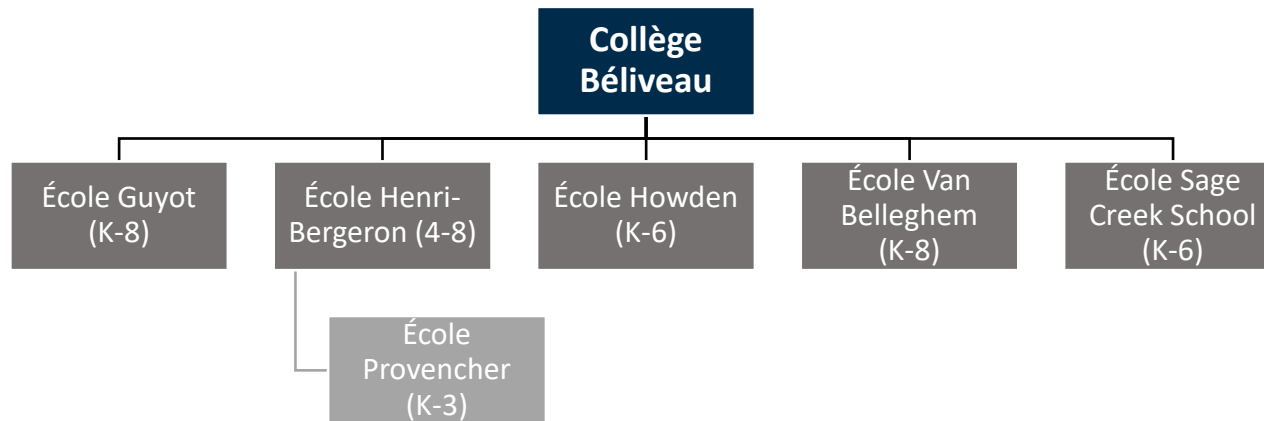 Collège
Béliveau
École Guyot
(K-8)
École Henri-
Bergeron (4-8)
École Howden
(K-6)
École Van
Belleghem
(K-8)
École Sage
Creek School
(K-6)
École
Provencher
(K-3)